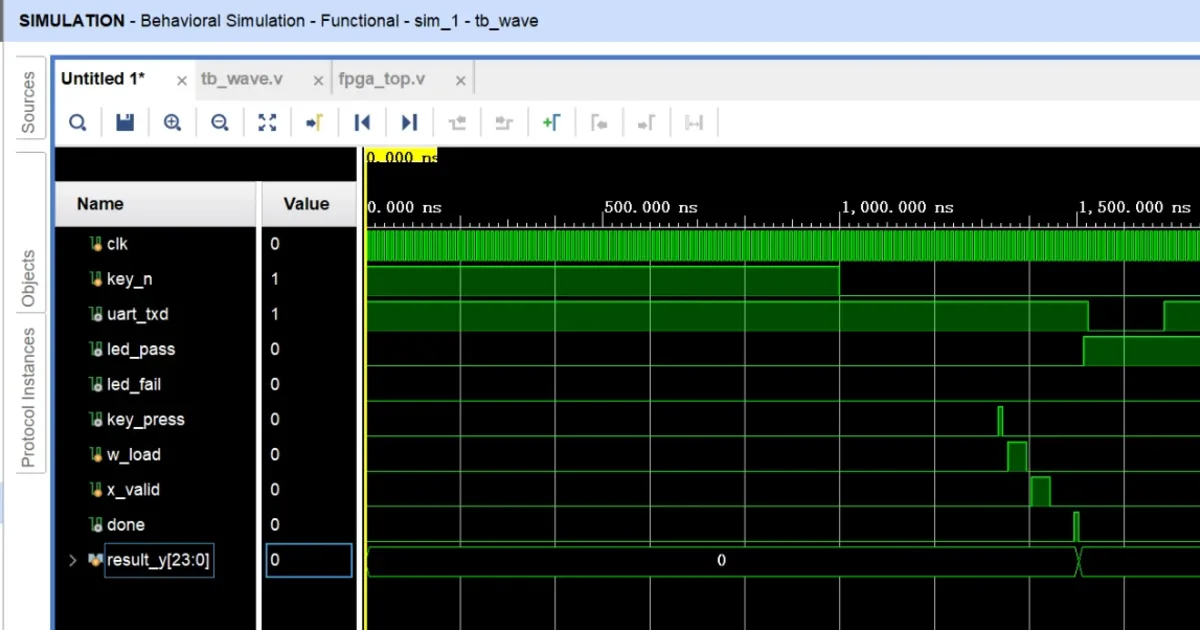 SIMULATION - Behavioral Simulation - Functional - sim_1 - tb_wave
Sources
Objects
Protocol Instances
Untitled 1*
tb_wave.v
fpga_top.v
0.000 ns
Name Value
0.000 ns 500.000 ns 1,000.000 ns 1,500.000 ns
clk 0
key_n 1
uart_txd 1
led_pass 0
led_fail 0
key_press 0
w_load 0
x_valid 0
done 0
result_y[23:0] 0 0